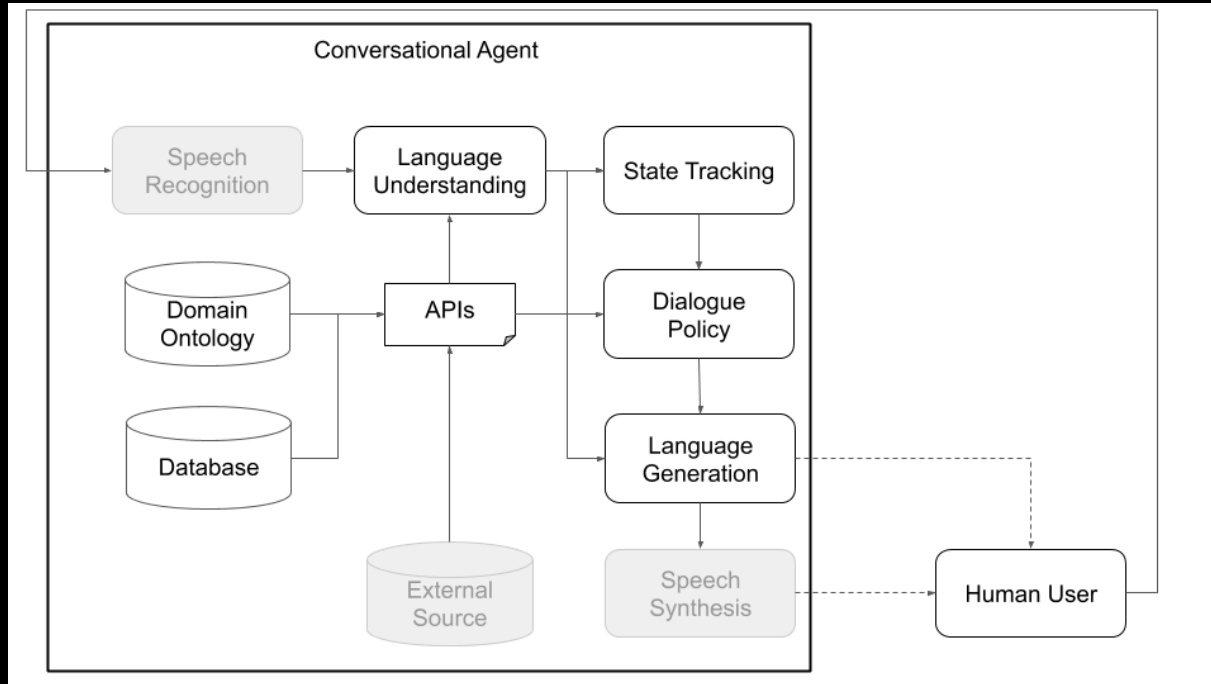 Conversational Agent
Speech
Recognition
Language
Understanding
State Tracking
Domain
Ontology
APIs
Dialogue
Policy
Database
Language
Generation
External
Source
Speech
Synthesis
Human User